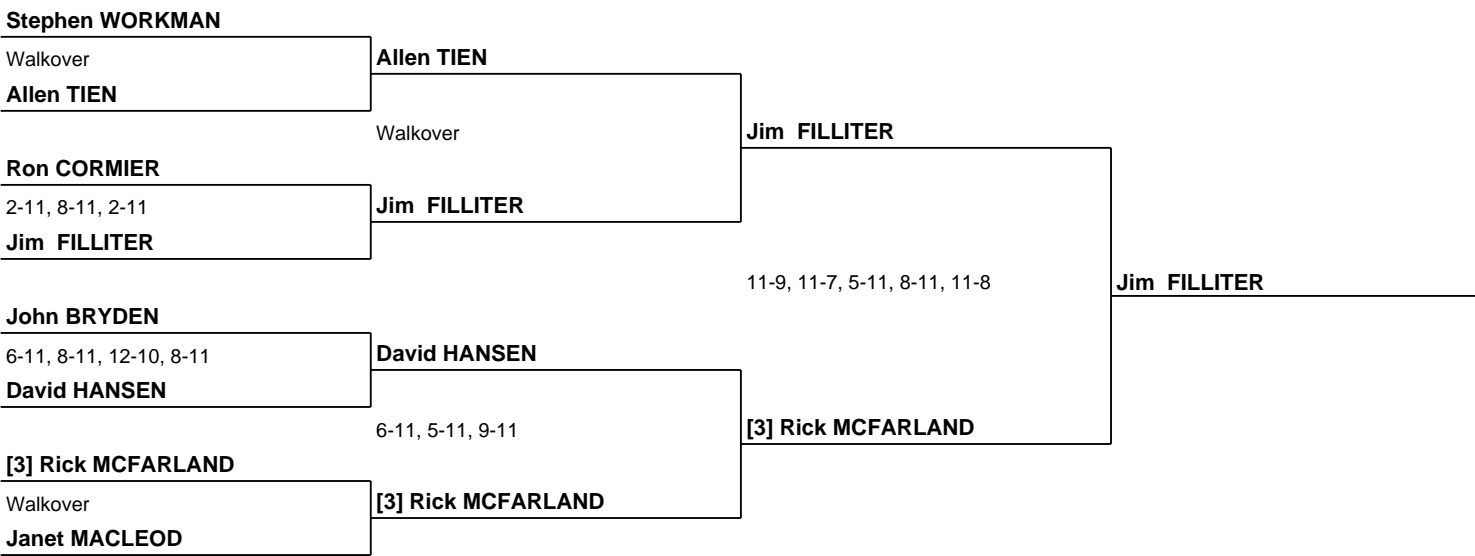 Stephen WORKMAN
Walkover
Allen TIEN
Allen TIEN
Walkover
Jim FILLITER
Ron CORMIER
2-11, 8-11, 2-11
Jim FILLITER
Jim FILLITER
11-9, 11-7, 5-11, 8-11, 11-8
Jim FILLITER
John BRYDEN
6-11, 8-11, 12-10, 8-11
David HANSEN
David HANSEN
6-11, 5-11, 9-11
[3] Rick MCFARLAND
[3] Rick MCFARLAND
Walkover
[3] Rick MCFARLAND
Janet MACLEOD